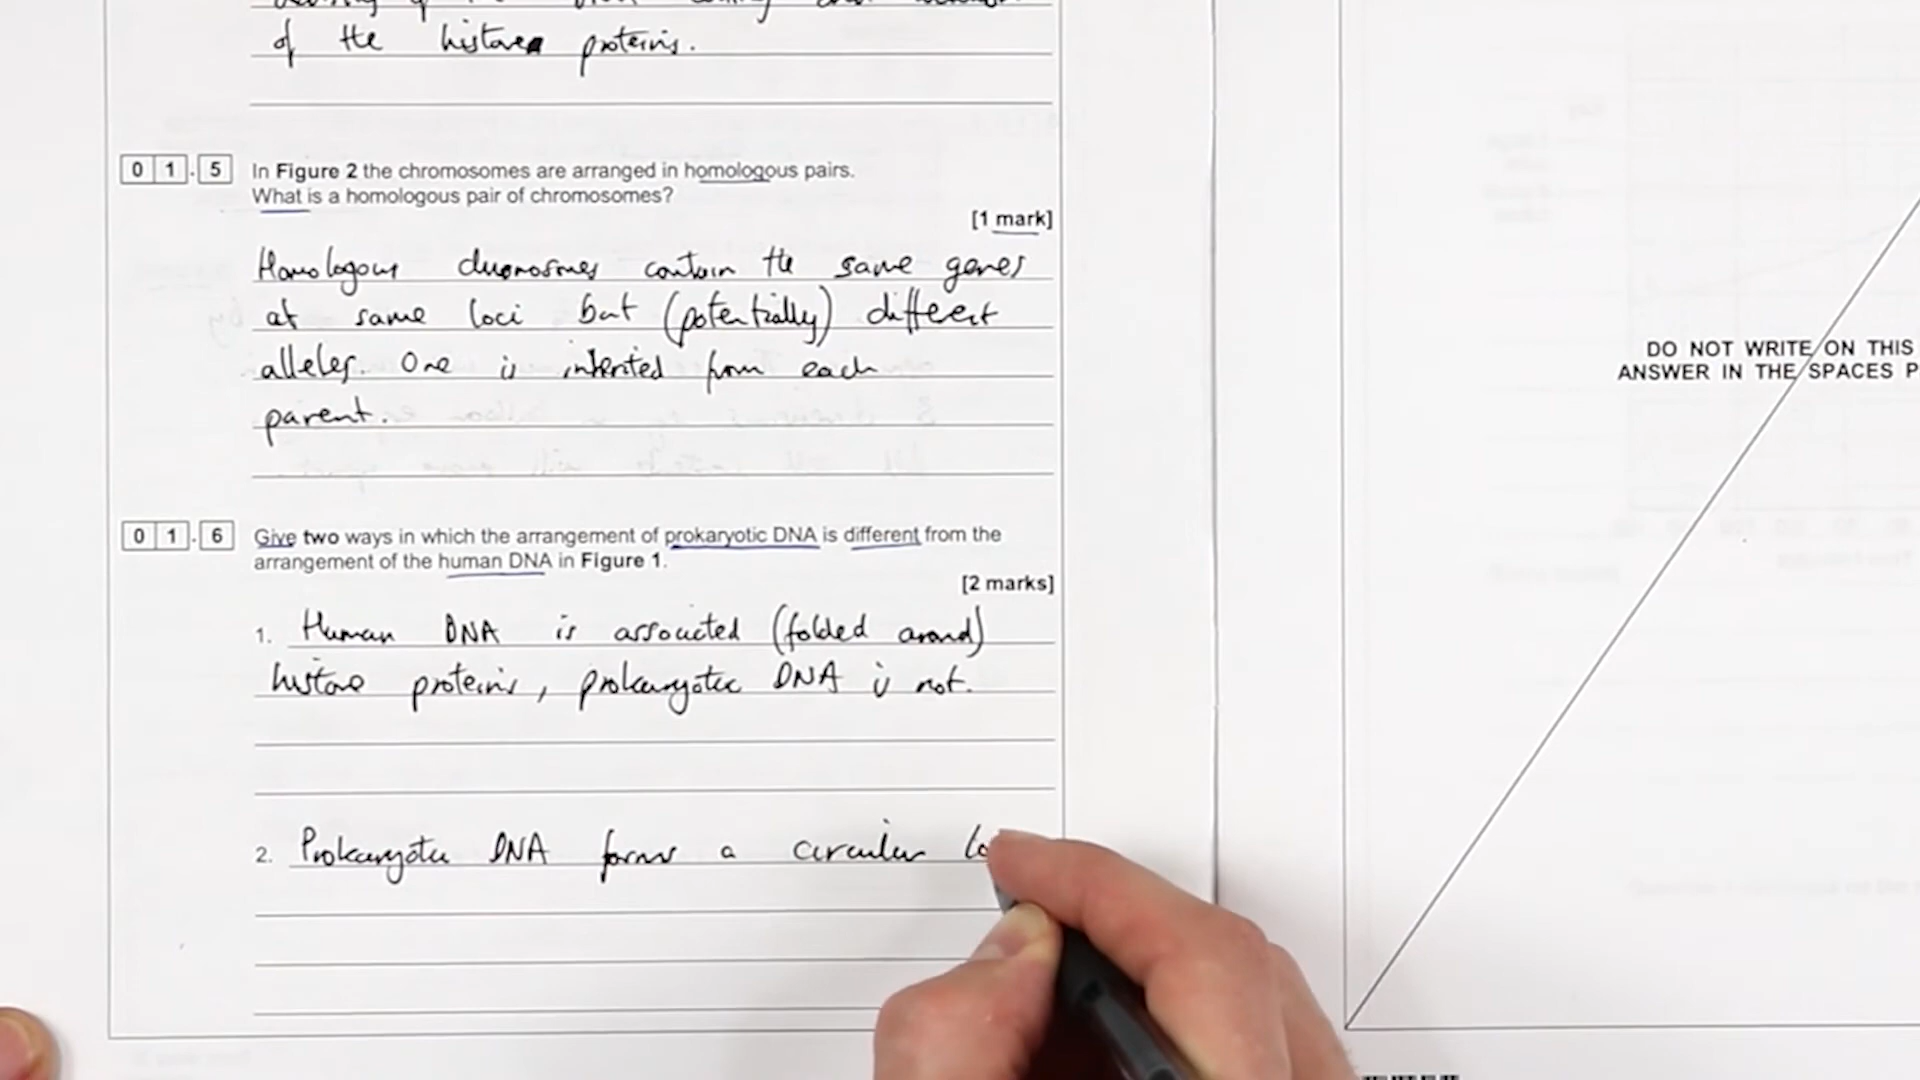 of the histone proteins.
0 1 . 5 In Figure 2 the chromosomes are arranged in homologous pairs.
What is a homologous pair of chromosomes?
[1 mark]
Homologous chromosomes contain the same genes
at same loci but (potentially) different
alleles. One is inherited from each
parent.
0 1 . 6 Give two ways in which the arrangement of prokaryotic DNA is different from the
arrangement of the human DNA in Figure 1.
[2 marks]
1. Human DNA is associated (folded around)
histone proteins, prokaryotic DNA is not.
2. Prokaryotic DNA forms a circular lo
DO NOT WRITE ON THIS
ANSWER IN THE SPACES P